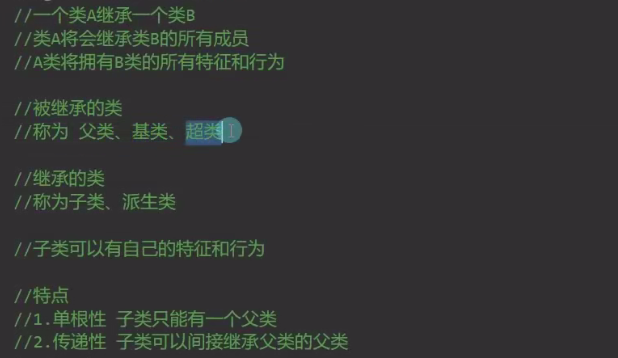 //一个类A继承一个类B
//类A将会继承类B的所有成员
//A类将拥有B类的所有特征和行为
//被继承的类
//称为 父类、基类、超类
//继承的类
//称为子类、派生类
//子类可以有自己的特征和行为
//特点
//1.单根性 子类只能有一个父类
//2.传递性 子类可以间接继承父类的父类